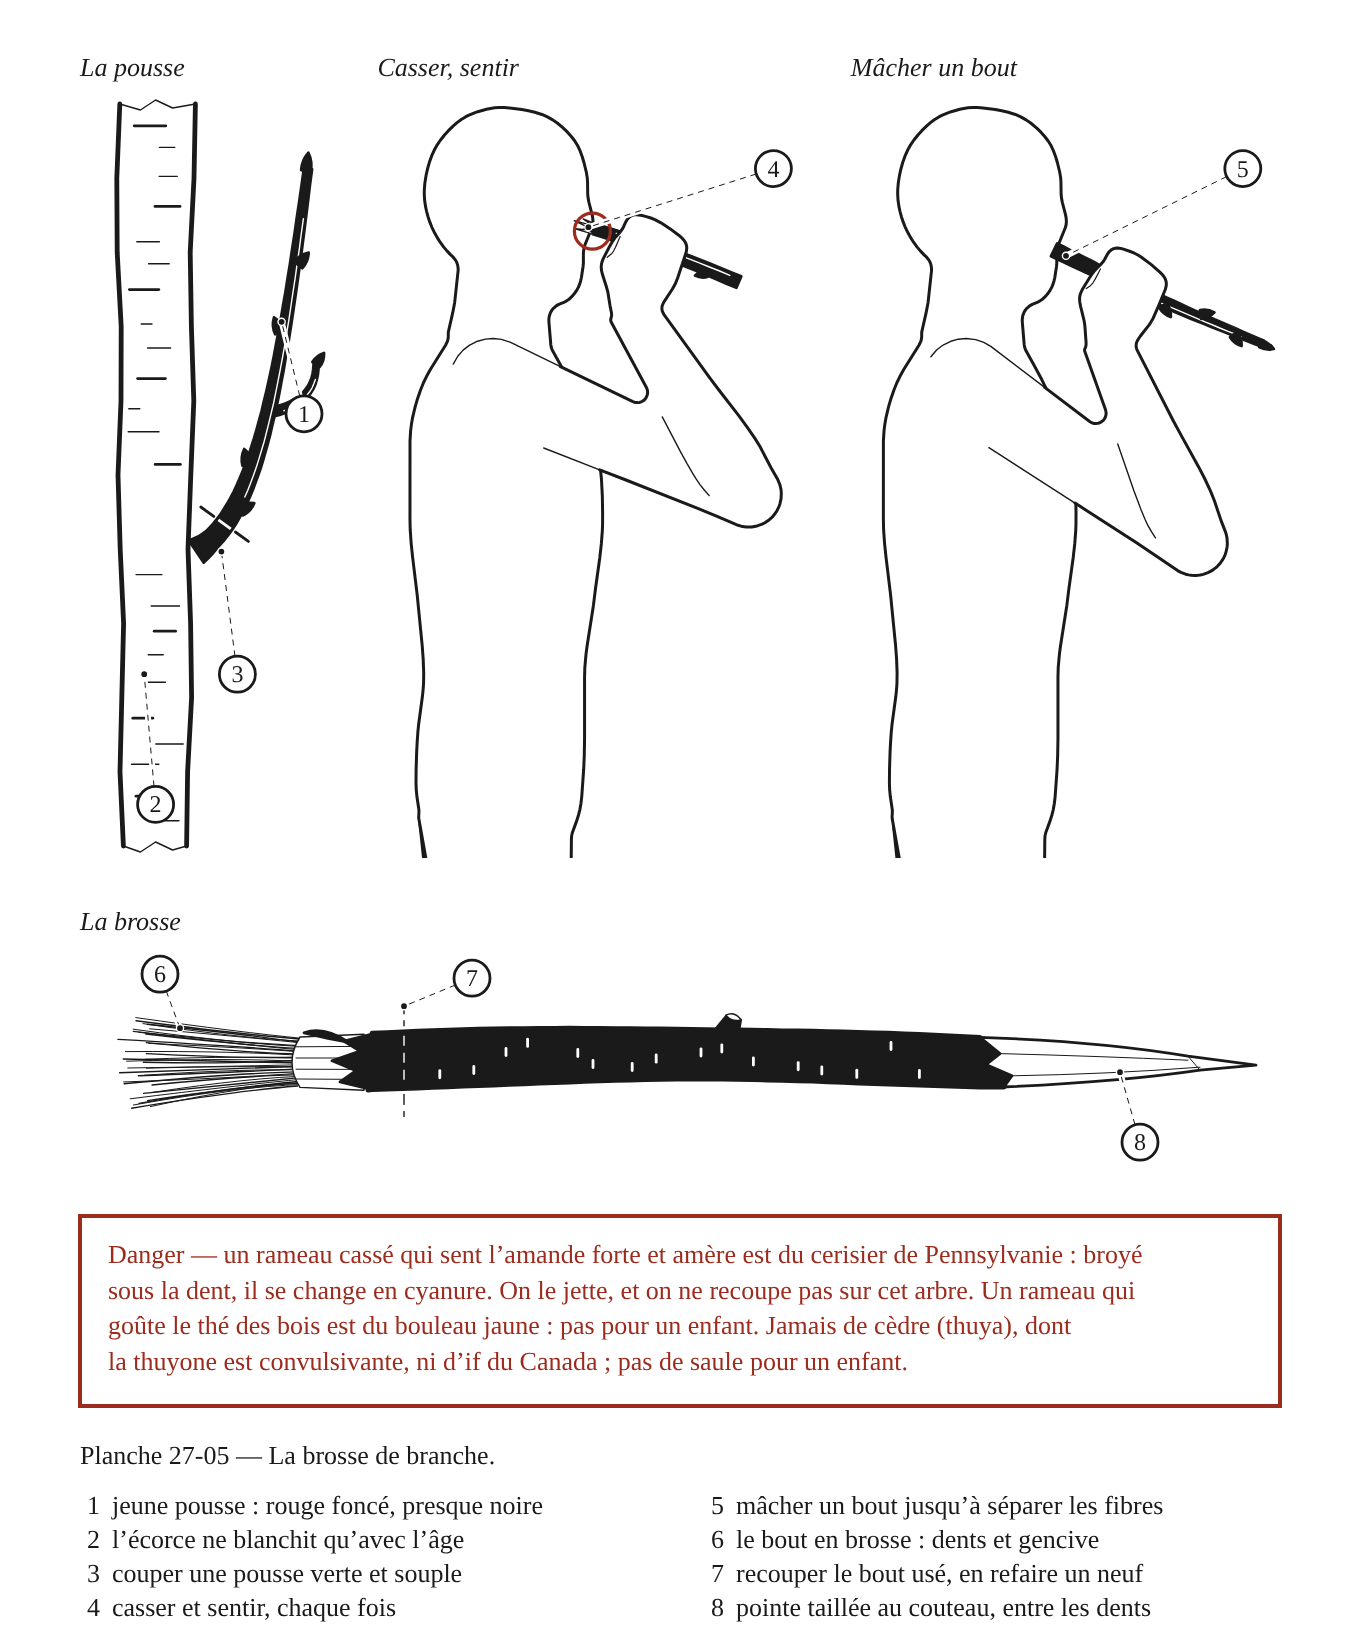 La pousse
Casser, sentir
Mâcher un bout
4
5
1
3
2
La brosse
6
7
8
Danger — un rameau cassé qui sent l’amande forte et amère est du cerisier de Pennsylvanie : broyé
sous la dent, il se change en cyanure. On le jette, et on ne recoupe pas sur cet arbre. Un rameau qui
goûte le thé des bois est du bouleau jaune : pas pour un enfant. Jamais de cèdre (thuya), dont
la thuyone est convulsivante, ni d’if du Canada ; pas de saule pour un enfant.
Planche 27-05 — La brosse de branche.
1 jeune pousse : rouge foncé, presque noire
2 l’écorce ne blanchit qu’avec l’âge
3 couper une pousse verte et souple
4 casser et sentir, chaque fois
5 mâcher un bout jusqu’à séparer les fibres
6 le bout en brosse : dents et gencive
7 recouper le bout usé, en refaire un neuf
8 pointe taillée au couteau, entre les dents